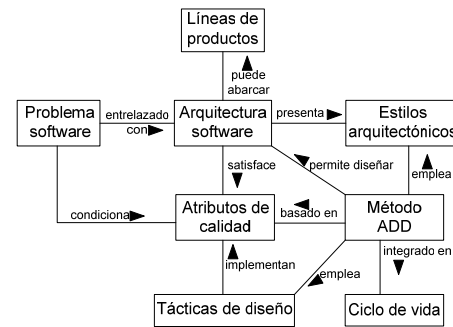 Líneas de
productos
puede
abarcar
Problema
software
entrelazado
con
Arquitectura
software
presenta
Estilos
arquitectónicos
satisface
permite diseñar
emplea
condiciona
Atributos de
calidad
basado en
Método
ADD
implementan
emplea
integrado en
Tácticas de diseño
Ciclo de vida